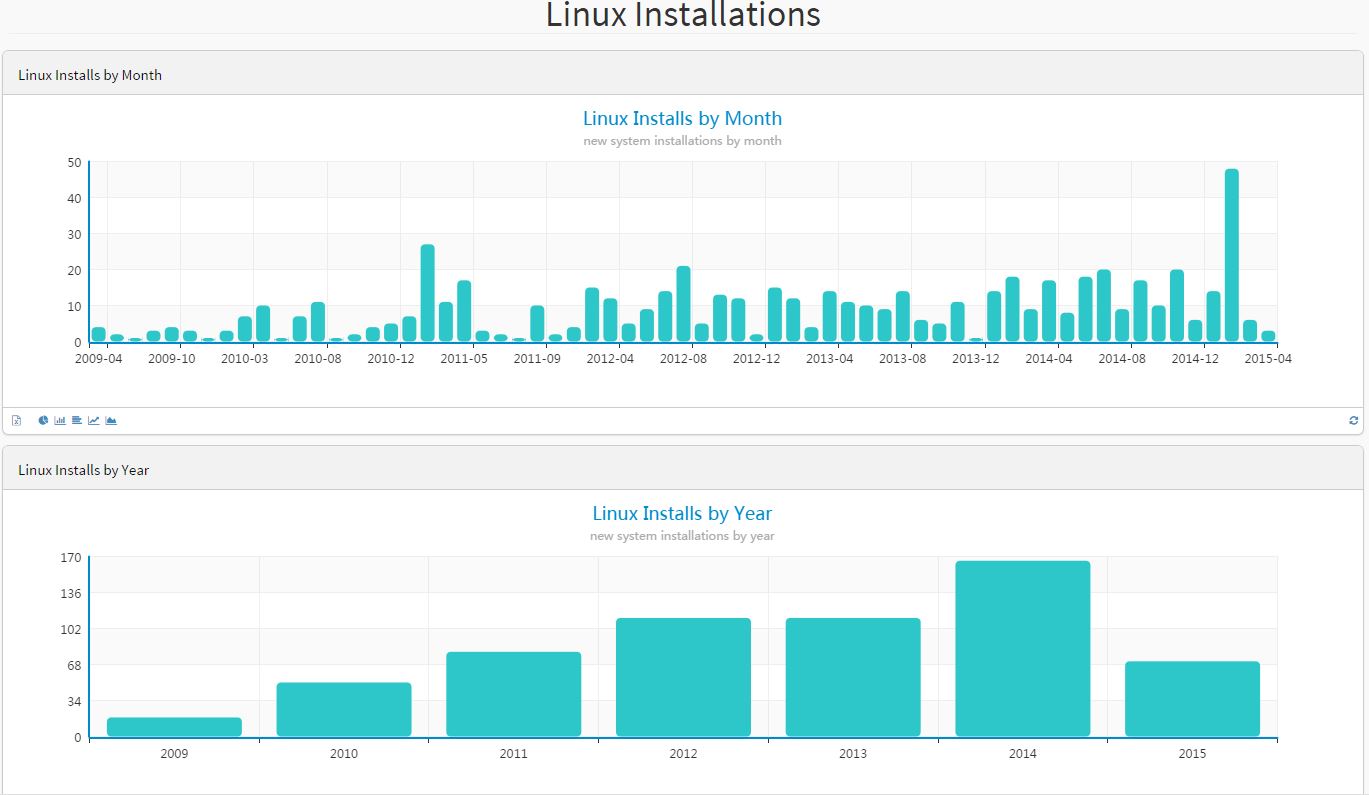 Linux Installations
Linux Installs by Month
Linux Installs by Month
new system installations by month
50
40
30
20
10
0
2009-04 2009-10 2010-03 2010-08 2010-12 2011-05 2011-09 2012-04 2012-08 2012-12 2013-04 2013-08 2013-12 2014-04 2014-08 2014-12 2015-04
Linux Installs by Year
Linux Installs by Year
new system installations by year
170
136
102
68
34
0
2009 2010 2011 2012 2013 2014 2015